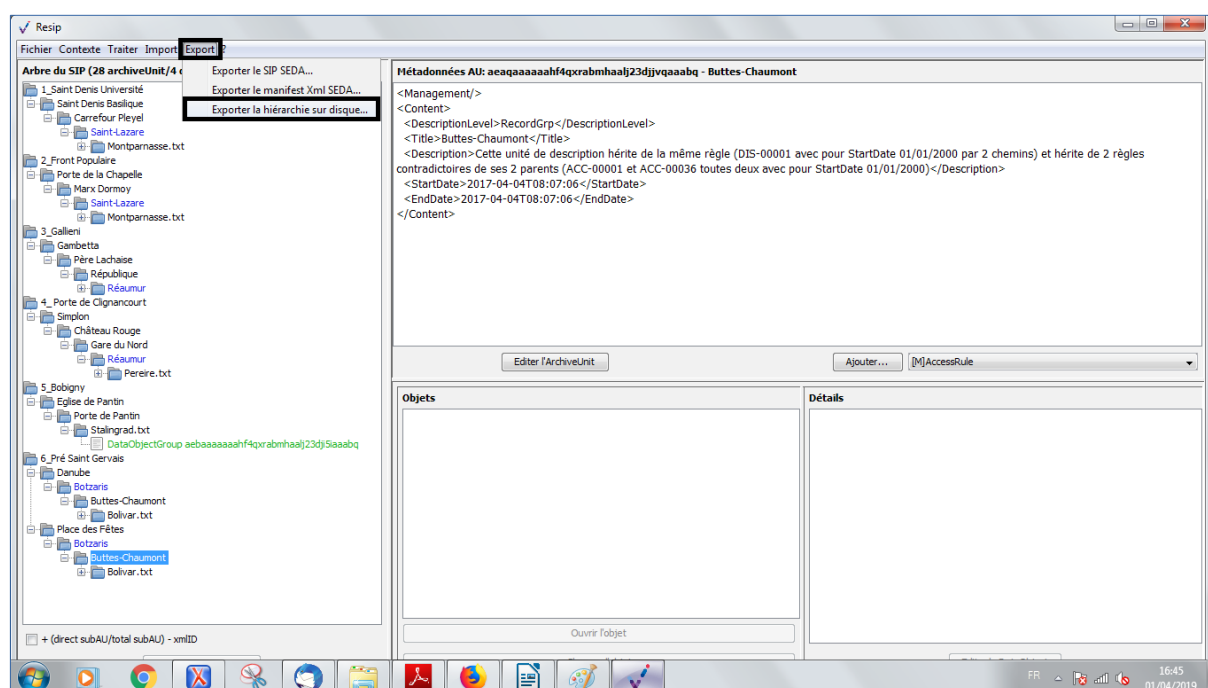 Resip
Fichier Contexte Traiter Import Export ?
Arbre du SIP (28 archiveUnit/4
Exporter le SIP SEDA...
Exporter le manifest Xml SEDA...
Exporter la hiérarchie sur disque...
1_Saint Denis Université
Saint Denis Basilique
Carrefour Pleyel
Saint-Lazare
Montparnasse.txt
2_Front Populaire
Porte de la Chapelle
Marx Dormoy
Saint-Lazare
Montparnasse.txt
3_Gallieni
Gambetta
Père Lachaise
République
Réaumur
4_Porte de Clignancourt
Simplon
Château Rouge
Gare du Nord
Réaumur
Pereire.txt
5_Bobigny
Eglise de Pantin
Porte de Pantin
Stalingrad.txt
DataObjectGroup aebaaaaaahf4qxrabmhaalj23dji5iaaabq
6_Pré Saint Gervais
Danube
Botzaris
Buttes-Chaumont
Bolivar.txt
Place des Fêtes
Botzaris
Buttes-Chaumont
Bolivar.txt
+ (direct subAU/total subAU) - xmlID
Métadonnées AU: aeaqaaaaaahf4qxrabmhaalj23djjvqaaabq - Buttes-Chaumont
<Management/>
<Content>
<DescriptionLevel>RecordGrp</DescriptionLevel>
<Title>Buttes-Chaumont</Title>
<Description>Cette unité de description hérite de la même règle (DIS-00001 avec pour StartDate 01/01/2000 par 2 chemins) et hérite de 2 règles
contradictoires de ses 2 parents (ACC-00001 et ACC-00036 toutes deux avec pour StartDate 01/01/2000)</Description>
<StartDate>2017-04-04T08:07:06</StartDate>
<EndDate>2017-04-04T08:07:06</EndDate>
</Content>
Editer l'ArchiveUnit
Ajouter...
[M]AccessRule
Objets
Détails
Ouvrir l'objet
FR
16:45
01/04/2019